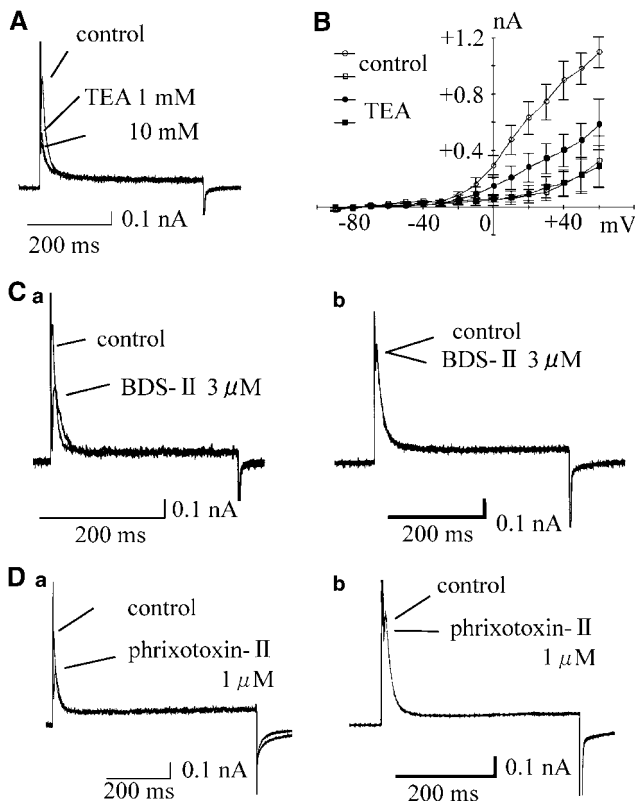 A
control
TEA 1 mM
10 mM
0.1 nA
200 ms
B
nA
+1.2
+0.8
+0.4
control
TEA
-80
-40
0
+40
mV
C a
control
BDS-II 3 μM
0.1 nA
200 ms
b
control
BDS-II 3 μM
0.1 nA
200 ms
D a
control
phrixotoxin-II
1 μM
0.1 nA
200 ms
b
control
phrixotoxin-II
1 μM
0.1 nA
200 ms